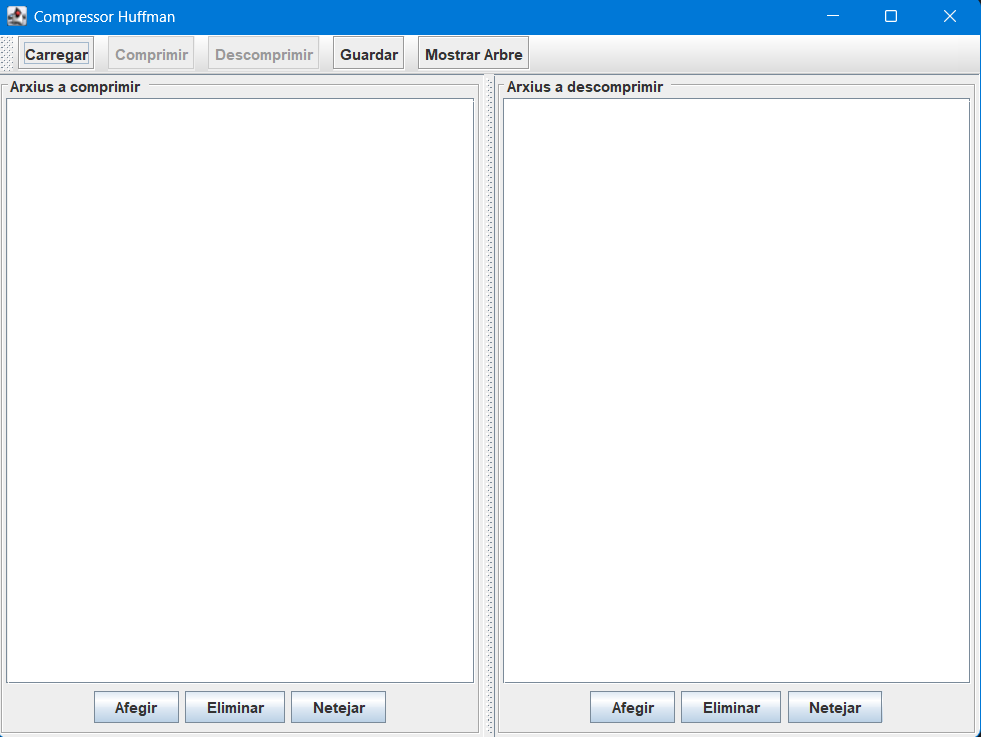 Compressor Huffman
Carregar Comprimir Descomprimir Guardar Mostrar Arbre
Arxius a comprimir
Arxius a descomprimir
Afegir Eliminar Netejar
Afegir Eliminar Netejar